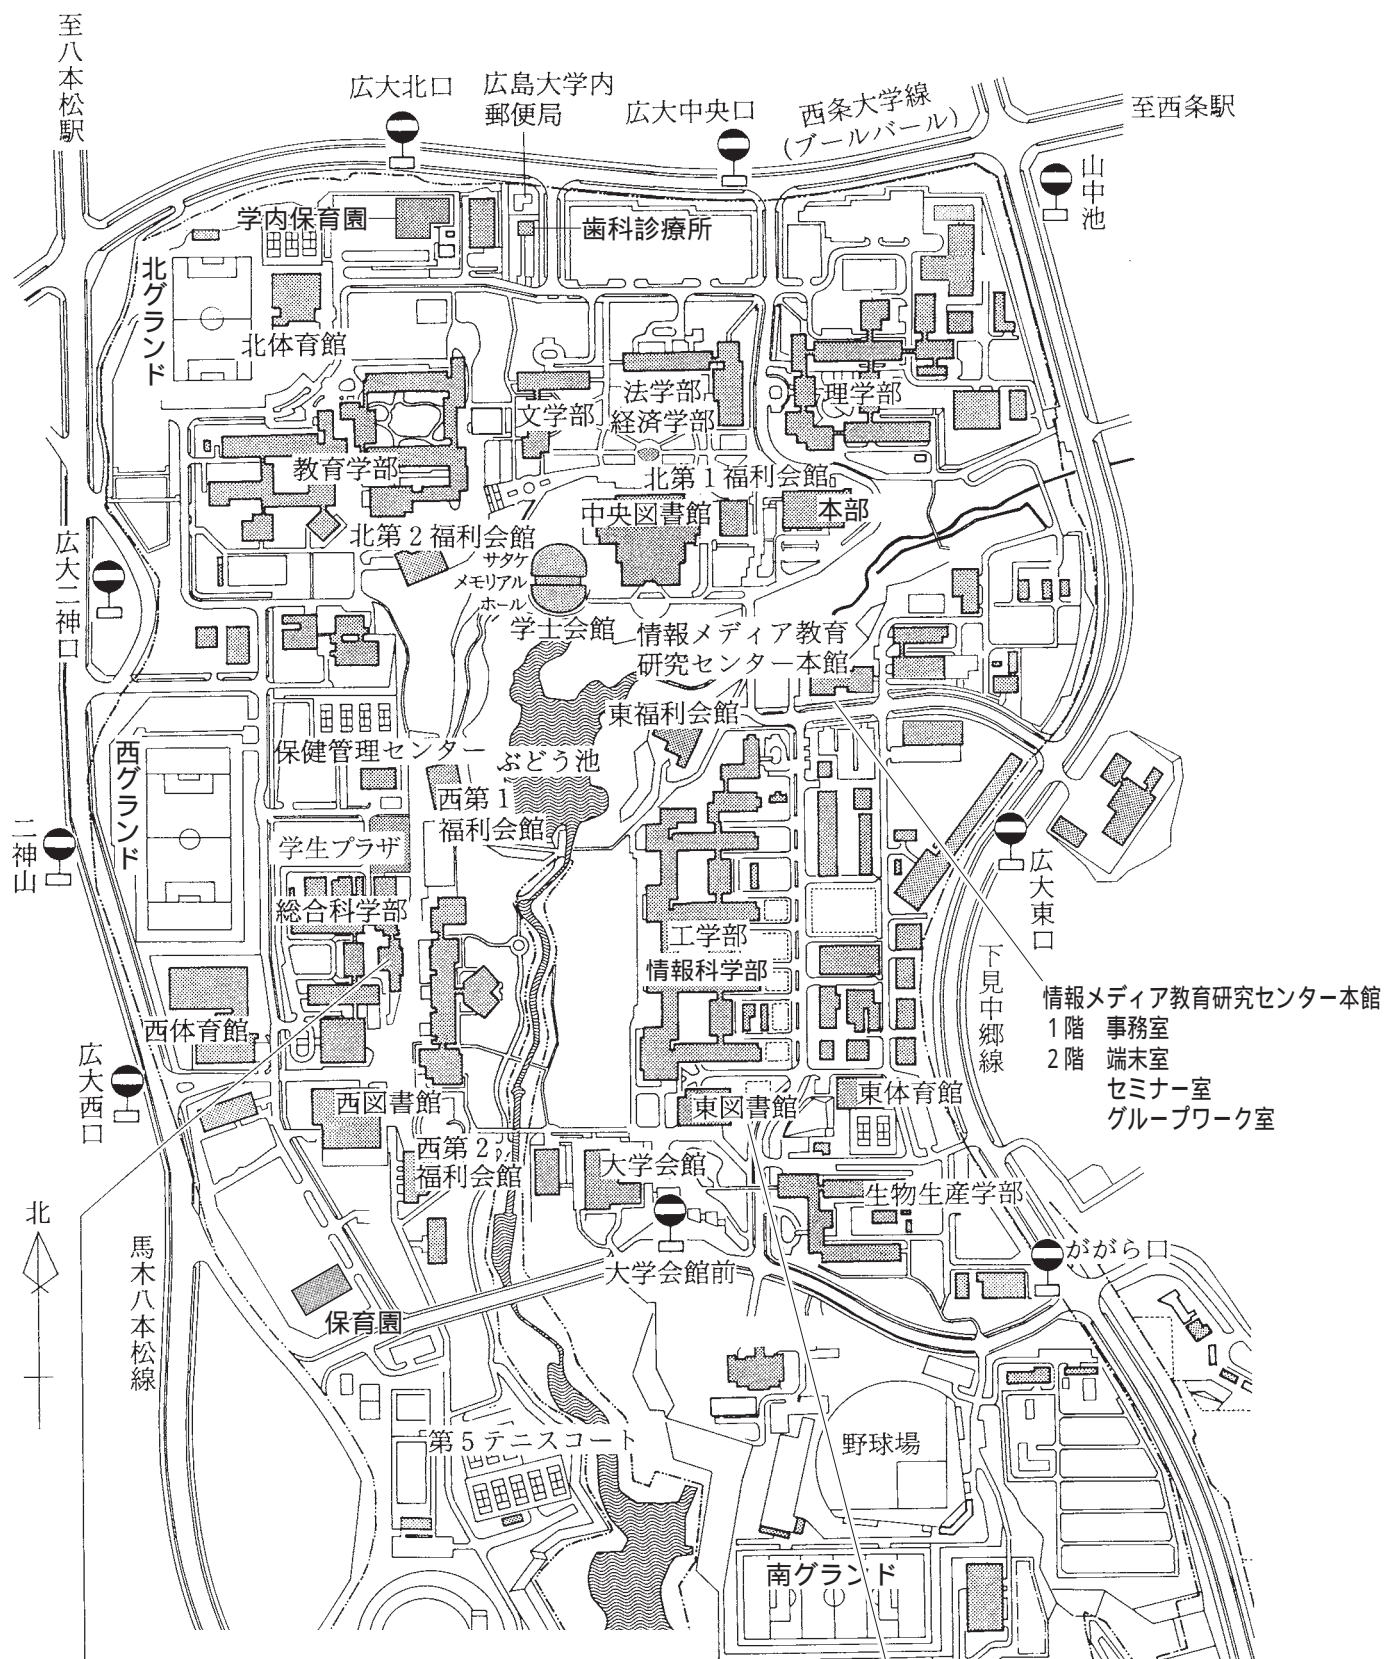 至八本松駅
広大北口
広島大学内
郵便局
広大中央口
西条大学線
(ブールバール)
至西条駅
山中池
学内保育園
歯科診療所
北グランド
北体育館
法学部
経済学部
文学部
理学部
教育学部
北第1福利会館
中央図書館
本部
北第2福利会館
サタケ
メモリアル
ホール
学士会館
広大二神口
情報メディア教育
研究センター本館
東福利会館
西グランド
保健管理センター
ぶどう池
西第1
福利会館
二神山
学生プラザ
広大東口
総合科学部
工学部
情報科学部
下見中郷線
情報メディア教育研究センター本館
1階 事務室
2階 端末室
セミナー室
グループワーク室
西体育館
広大西口
西図書館
東図書館
東体育館
西第2
福利会館
大学会館
生物生産学部
北
馬木八本松線
大学会館前
ががら口
保育園
第5テニスコート
野球場
南グランド